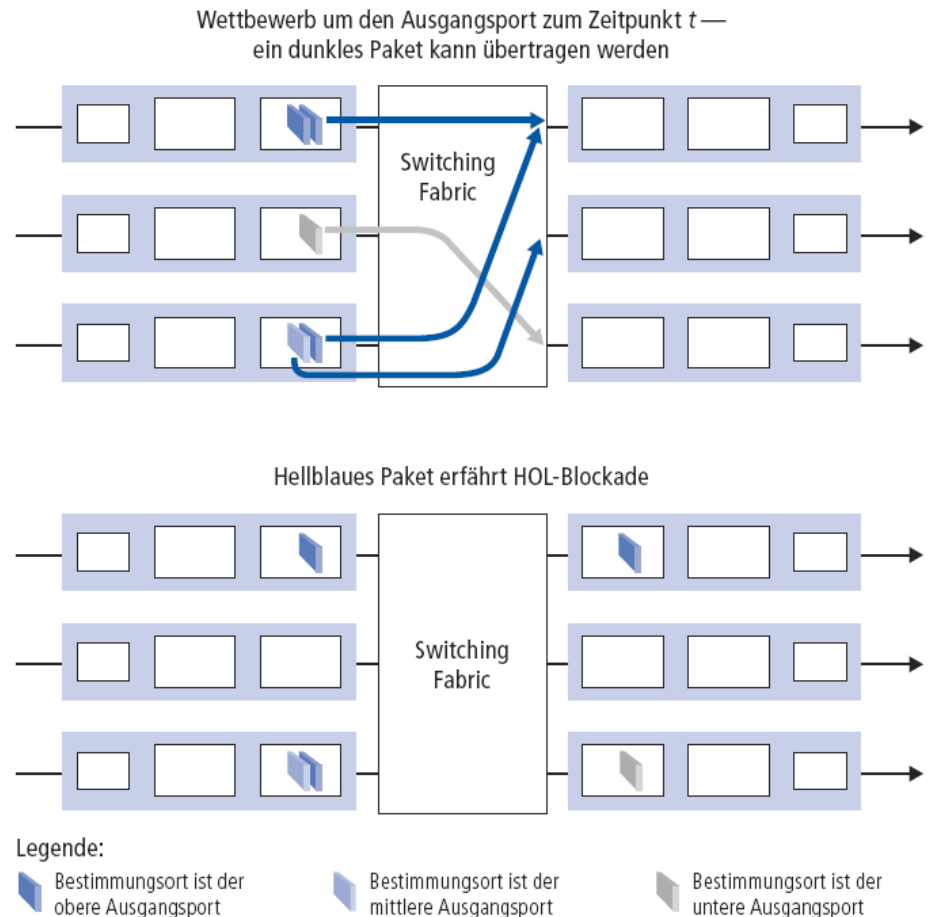 Wettbewerb um den Ausgangsport zum Zeitpunkt t —
ein dunkles Paket kann übertragen werden
Switching
Fabric
Hellblaues Paket erfährt HOL-Blockade
Switching
Fabric
Legende:
Bestimmungsort ist der
obere Ausgangsport
Bestimmungsort ist der
mittlere Ausgangsport
Bestimmungsort ist der
untere Ausgangsport